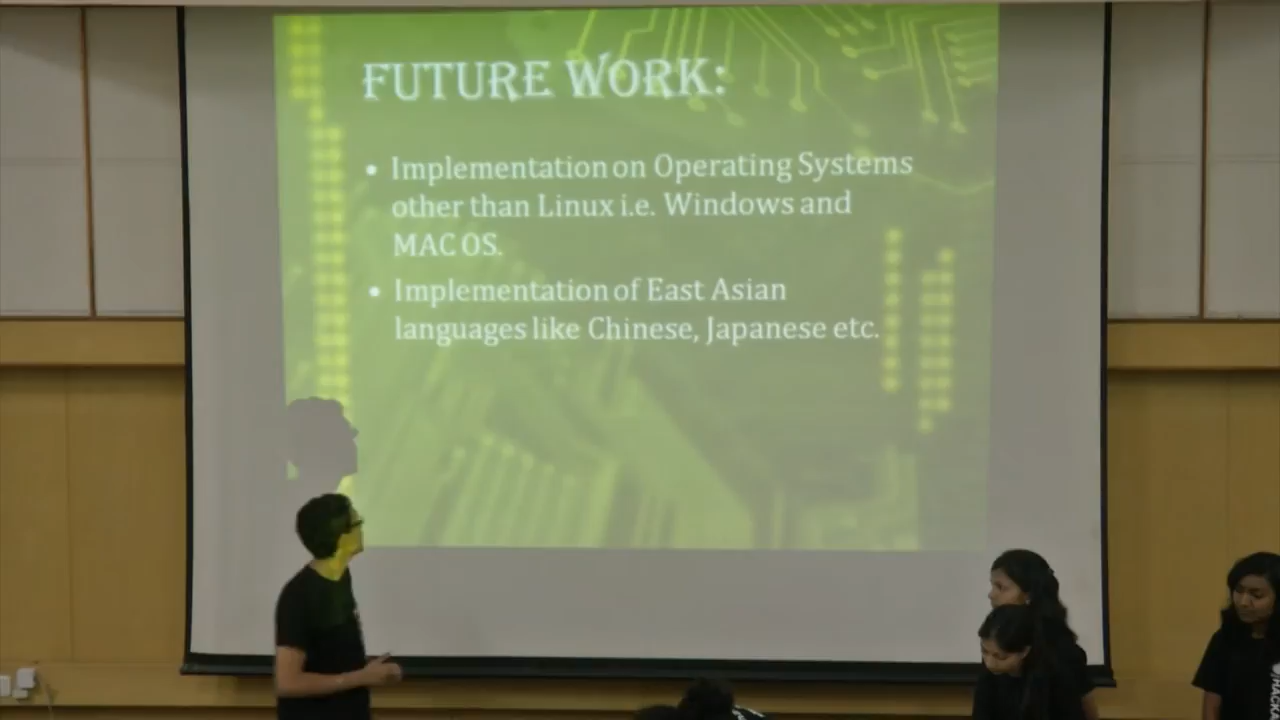 FUTURE WORK:
• Implementation on Operating Systems
other than Linux i.e. Windows and
MAC OS.
• Implementation of East Asian
languages like Chinese, Japanese etc.